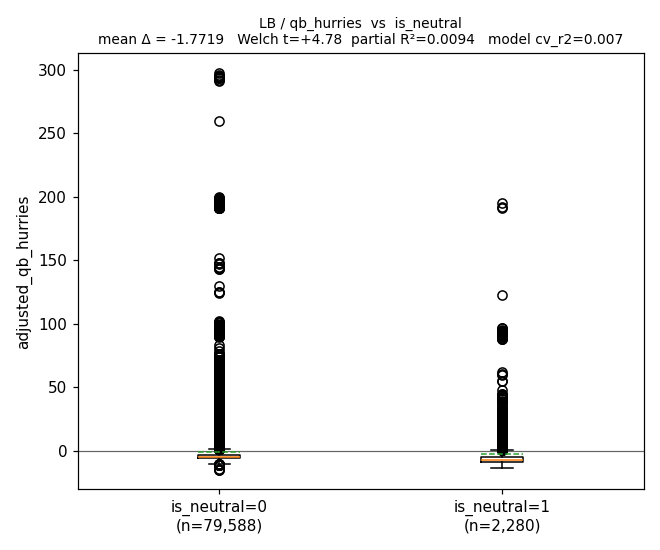 LB / qb_hurries  vs  is_neutral
mean Δ = -1.7719   Welch t=+4.78  partial R²=0.0094   model cv_r2=0.007
adjusted_qb_hurries
300
250
200
150
100
50
0
is_neutral=0
(n=79,588)
is_neutral=1
(n=2,280)